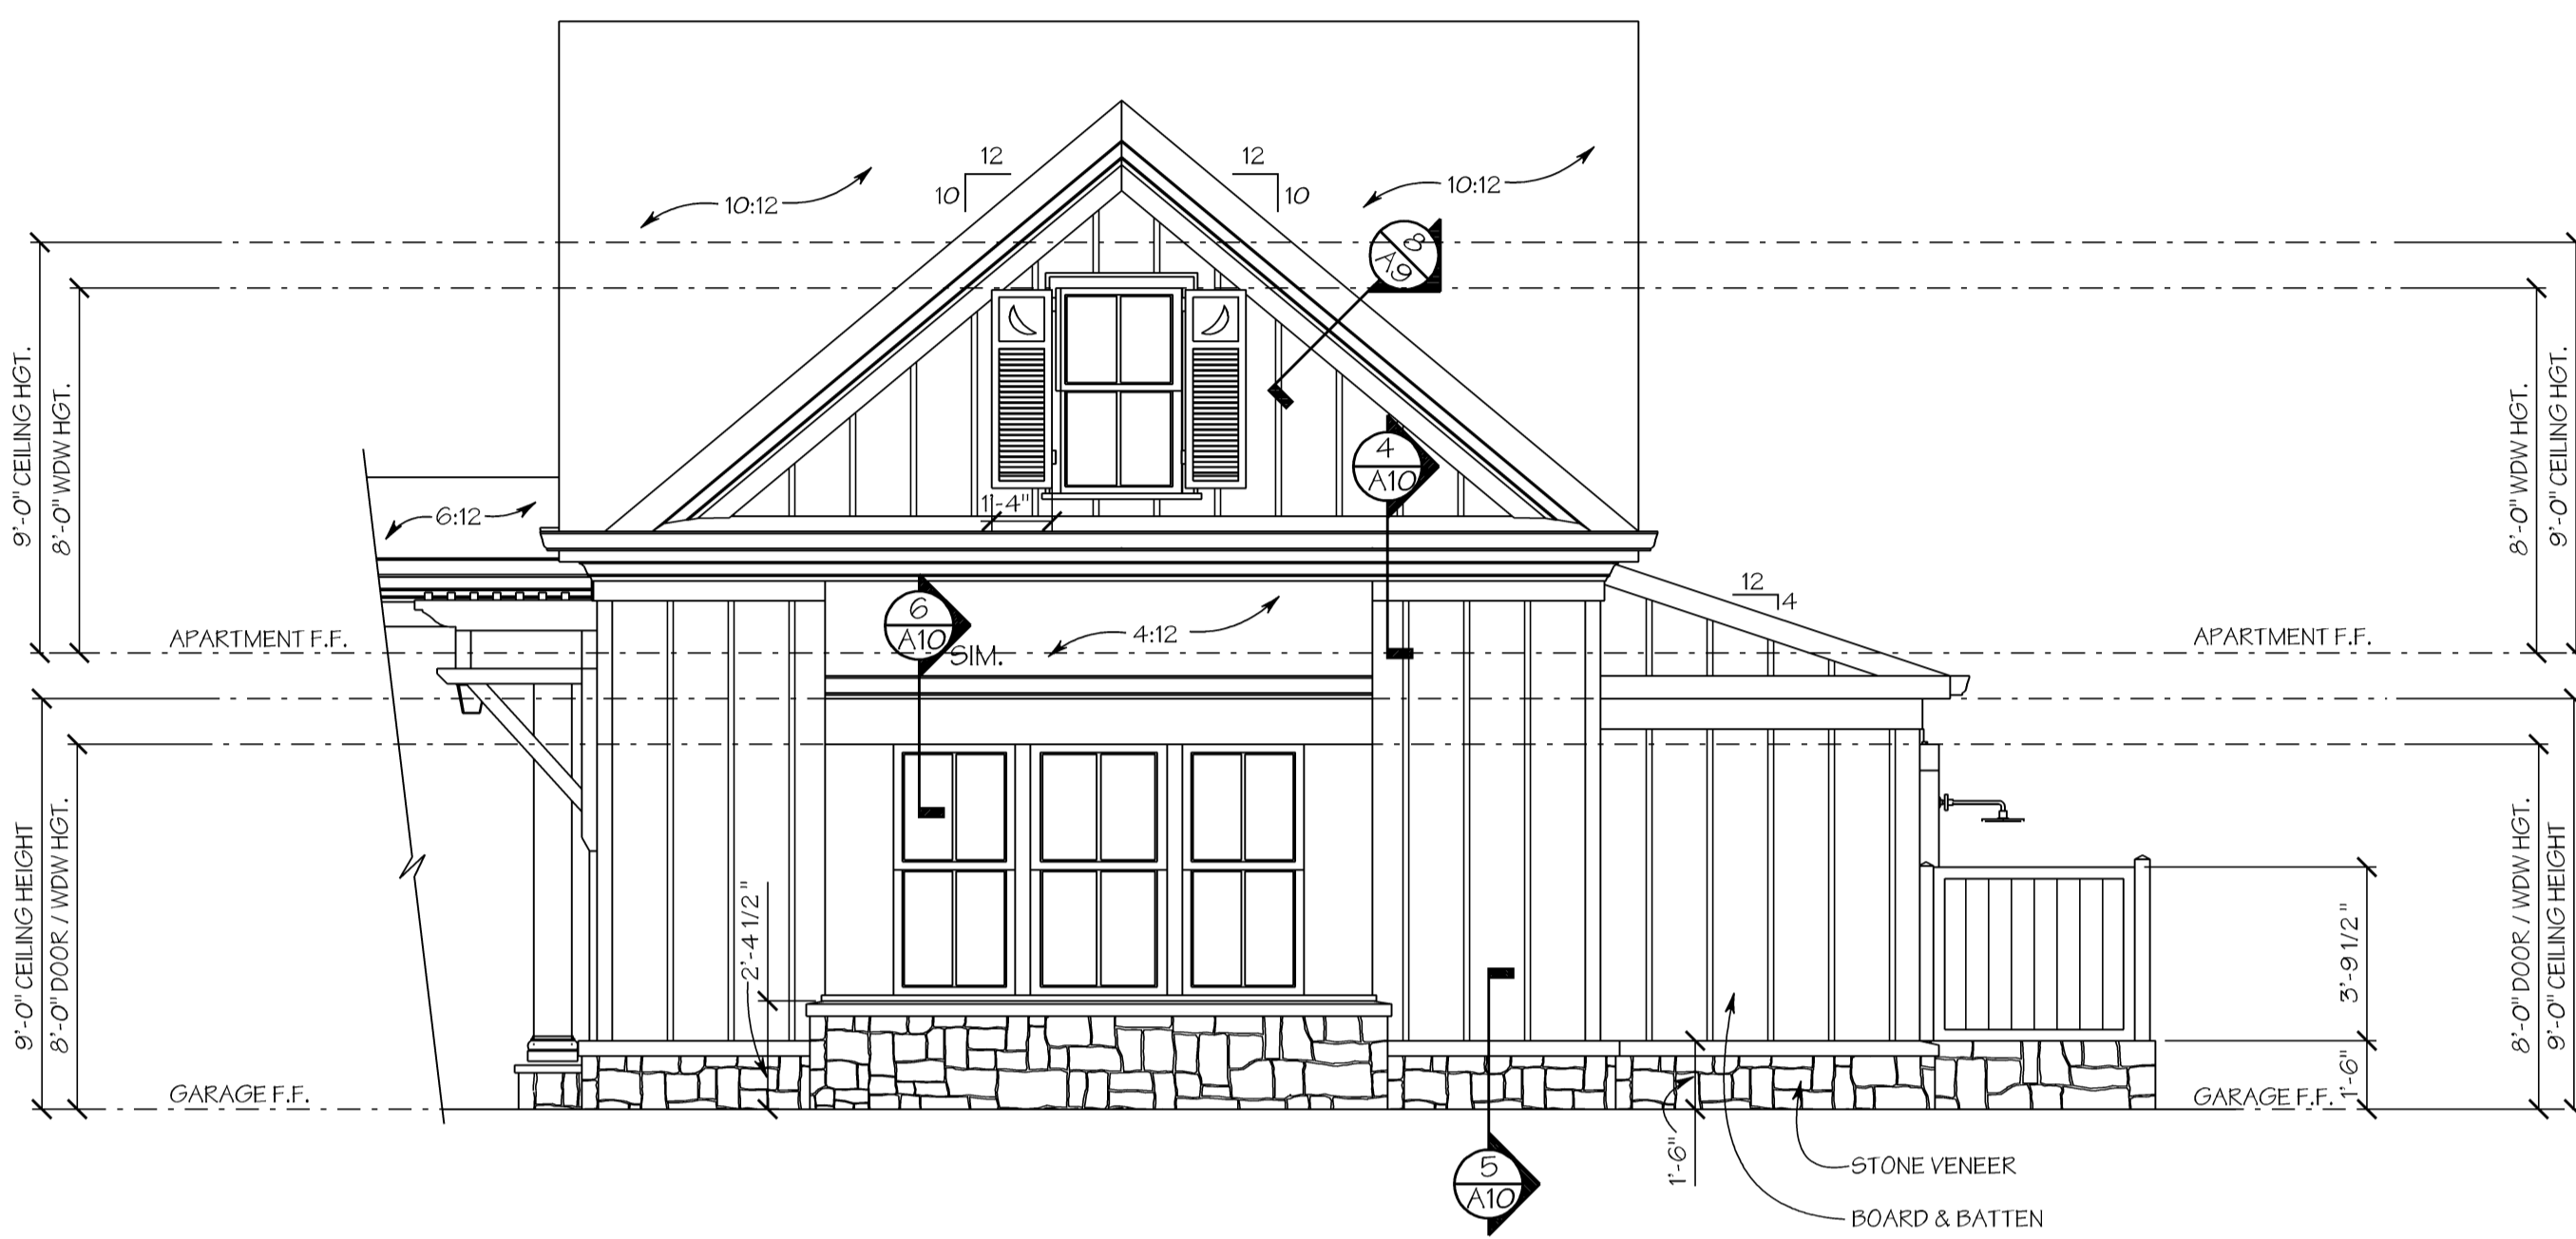 12
10
10:12
12
10
10:12
8
A9
9'-0" CEILING HGT.
8'-0" WDW HGT.
8'-0" WDW HGT.
9'-0" CEILING HGT.
4
A10
1'-4"
6:12
12
4
6
A10
SIM.
4:12
APARTMENT F.F.
APARTMENT F.F.
9'-0" CEILING HEIGHT
8'-0" DOOR / WDW HGT.
2'-4 1/2"
3'-9 1/2"
8'-0" DOOR / WDW HGT.
9'-0" CEILING HEIGHT
GARAGE F.F.
GARAGE F.F.
1'-6"
1'-6"
5
A10
STONE VENEER
BOARD & BATTEN